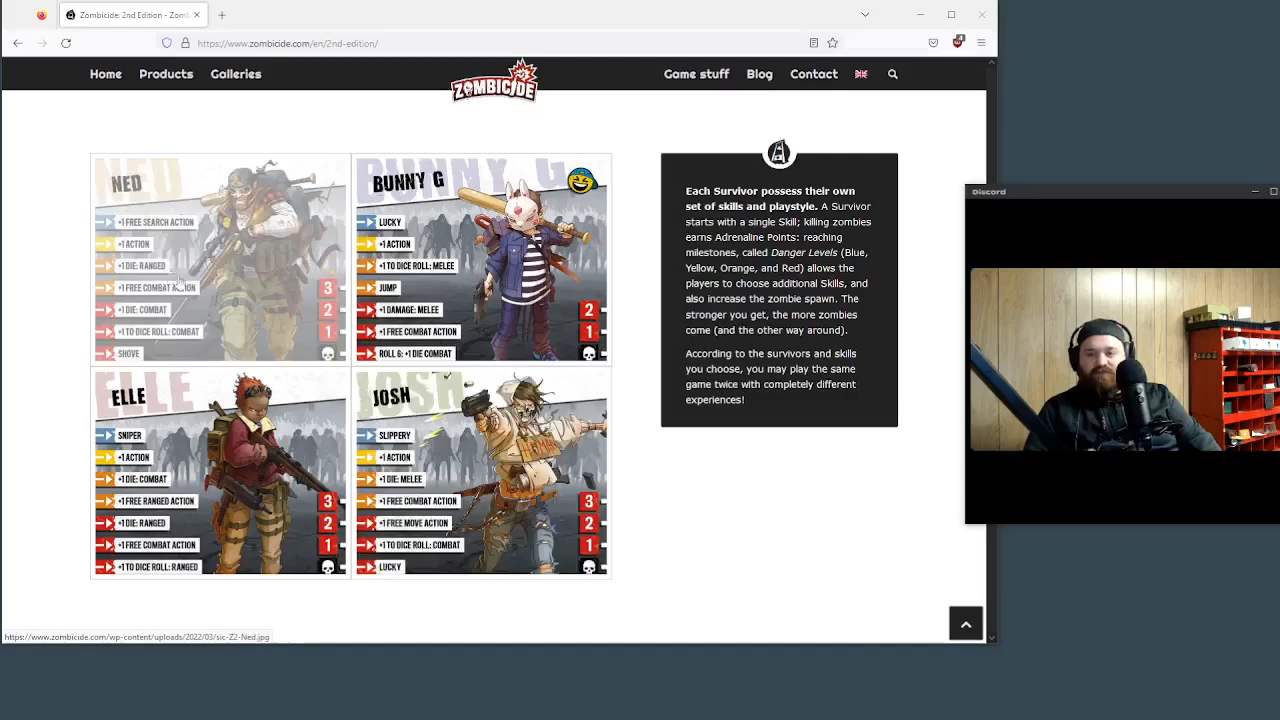 Zombicide: 2nd Edition - Zomb
https://www.zombicide.com/en/2nd-edition/
4
Home
Products
Galleries
ZOMBICIDE
Game stuff
Blog
Contact
NED
+1 FREE SEARCH ACTION
+1 ACTION
+1 DIE: RANGED
+1 FREE COMBAT ACTION
+1 DIE: COMBAT
+1 TO DICE ROLL: COMBAT
SHOVE
3
2
1
BUNNY G
LUCKY
+1 ACTION
+1 TO DICE ROLL: MELEE
JUMP
+1 DAMAGE: MELEE
+1 FREE COMBAT ACTION
ROLL 6: +1 DIE COMBAT
2
1
ELLE
SNIPER
+1 ACTION
+1 DIE: COMBAT
+1 FREE RANGED ACTION
+1 DIE: RANGED
+1 FREE COMBAT ACTION
+1 TO DICE ROLL: RANGED
3
2
1
JOSH
SLIPPERY
+1 ACTION
+1 DIE: MELEE
+1 FREE COMBAT ACTION
+1 FREE MOVE ACTION
+1 TO DICE ROLL: COMBAT
LUCKY
3
2
1
Each Survivor possess their own
set of skills and playstyle. A Survivor
starts with a single Skill; killing zombies
earns Adrenaline Points: reaching
milestones, called Danger Levels (Blue,
Yellow, Orange, and Red) allows the
players to choose additional Skills, and
also increase the zombie spawn. The
stronger you get, the more zombies
come (and the other way around).
According to the survivors and skills
you choose, you may play the same
game twice with completely different
experiences!
Discord
https://www.zombicide.com/wp-content/uploads/2022/03/sic-Z2-Ned.jpg